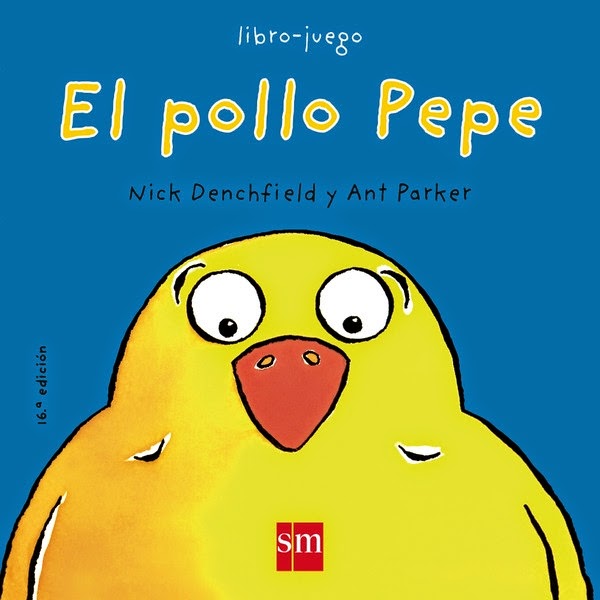 libro-juego
El pollo Pepe
Nick Denchfield y Ant Parker
16.ª edición
sm